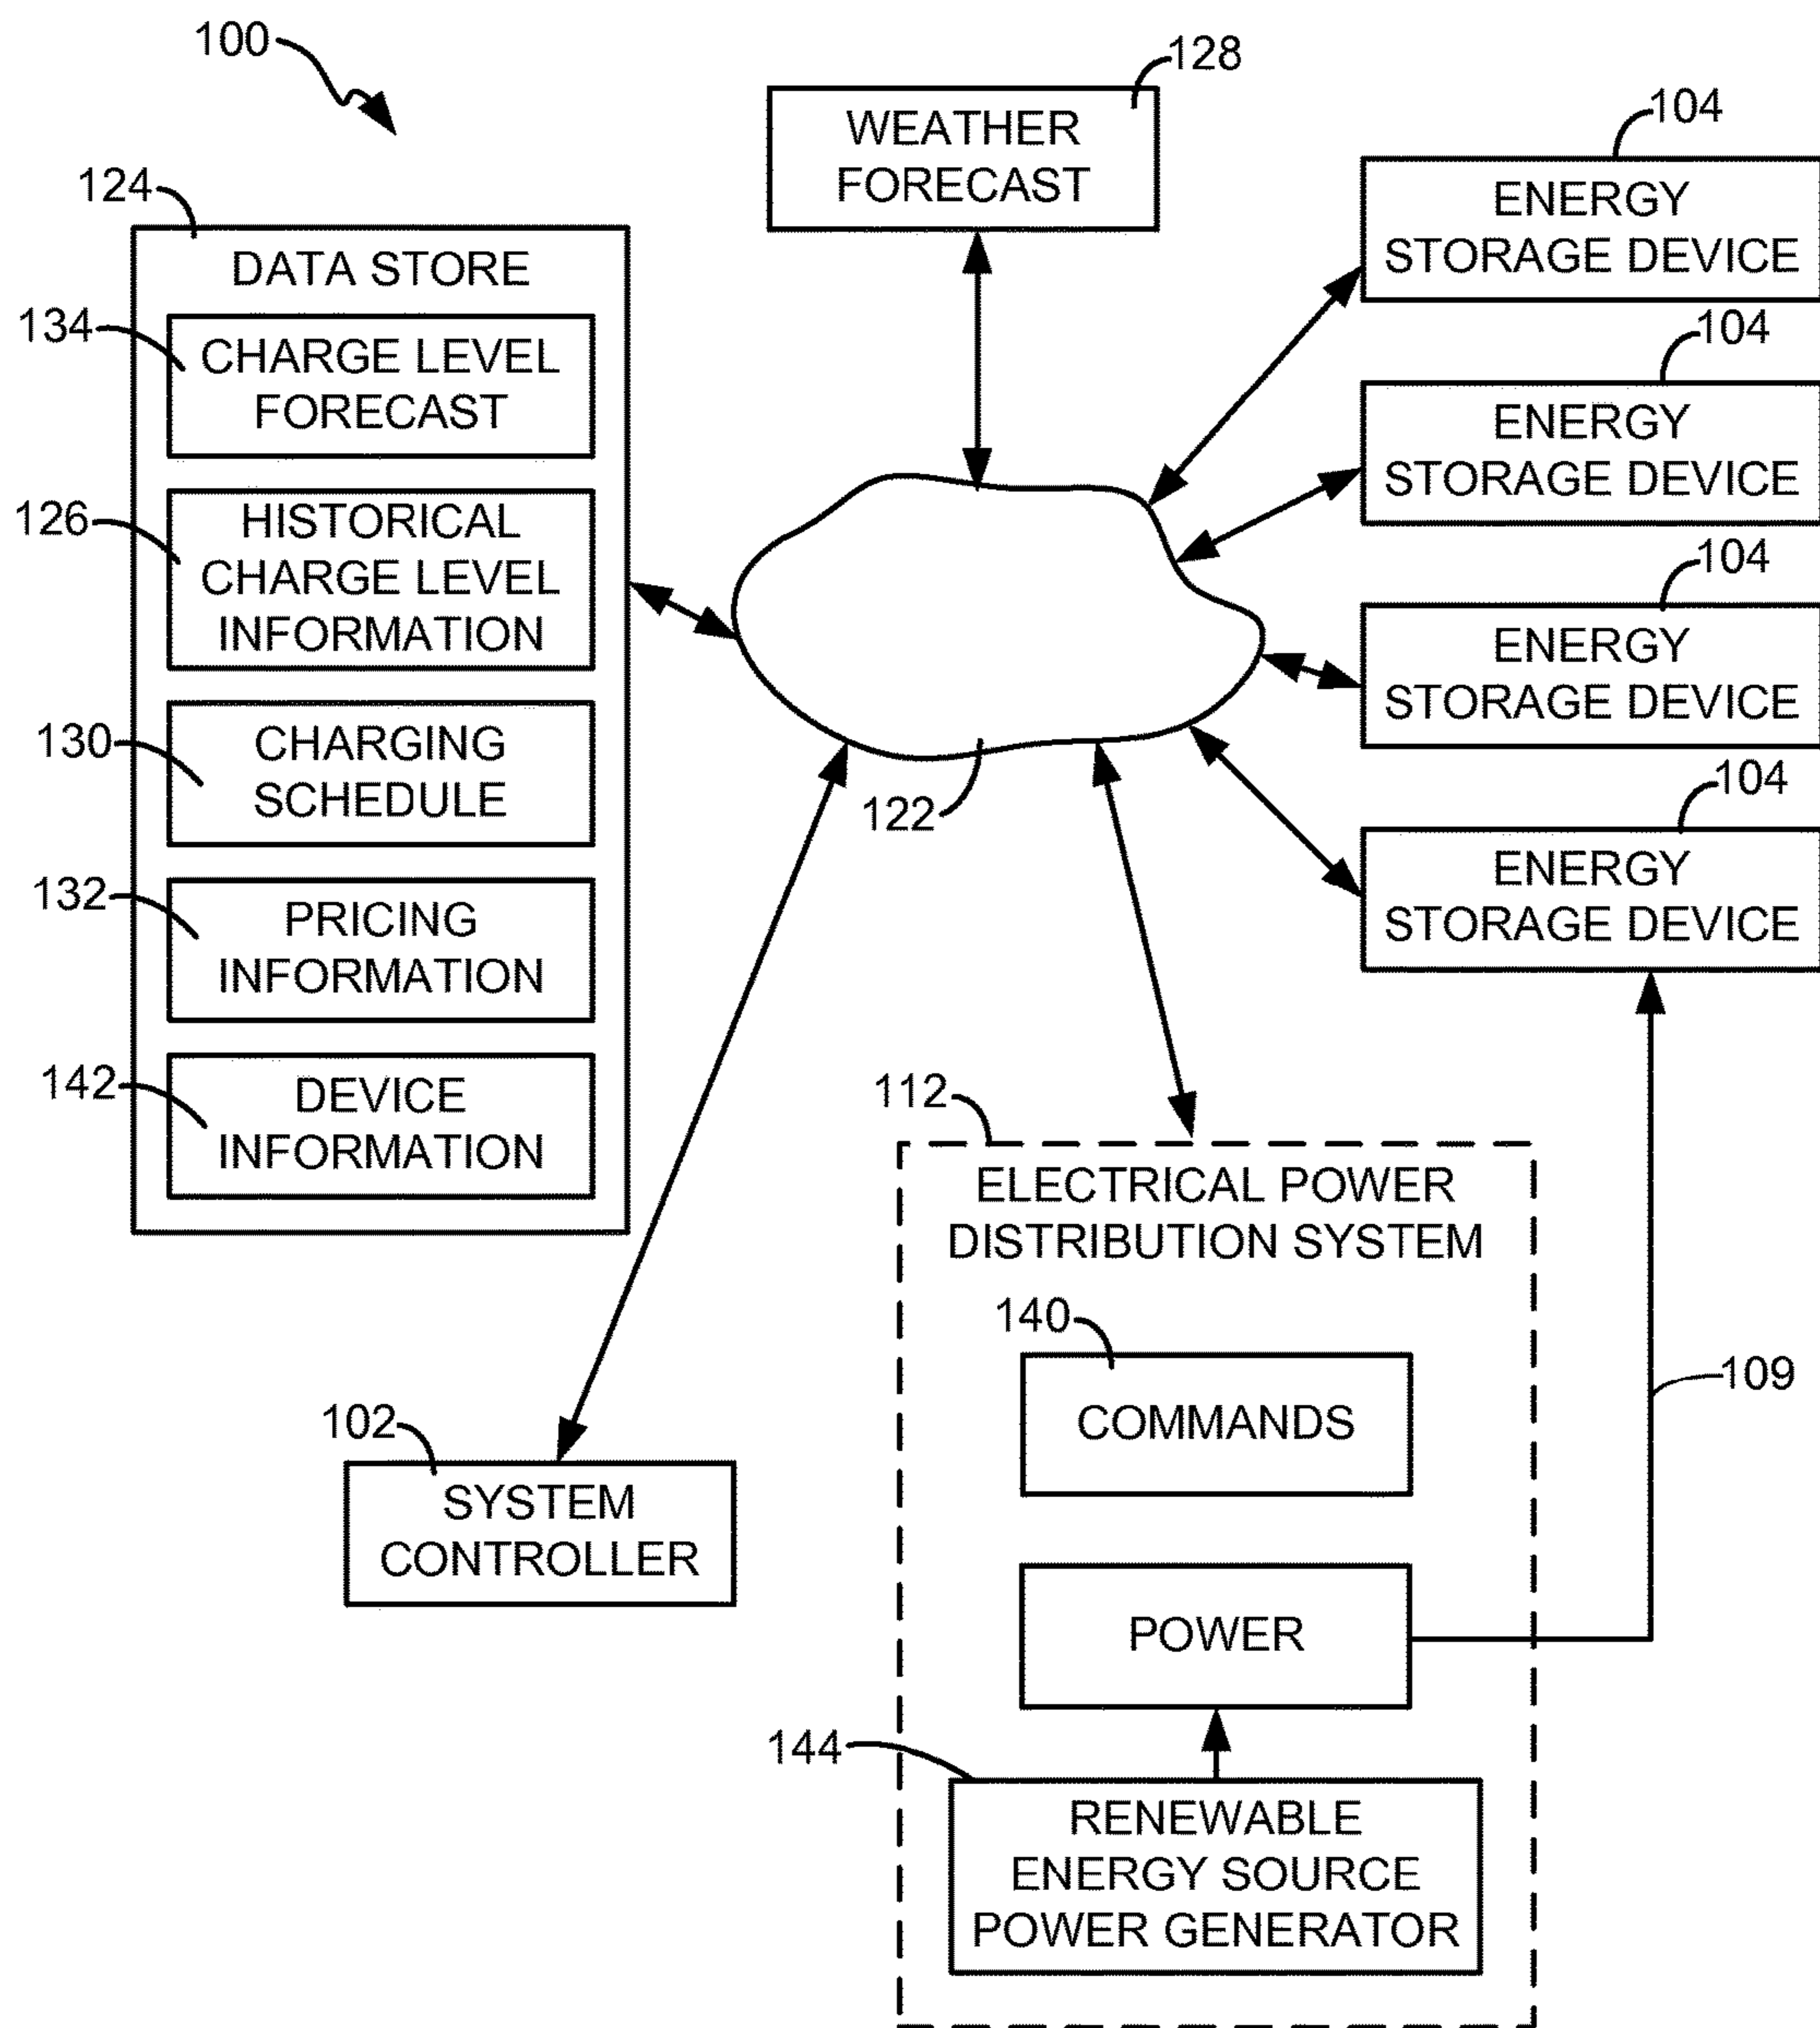 100
128
WEATHER
FORECAST
104
ENERGY
STORAGE DEVICE
124
DATA STORE
134
CHARGE LEVEL
FORECAST
104
ENERGY
STORAGE DEVICE
126
HISTORICAL
CHARGE LEVEL
INFORMATION
104
ENERGY
STORAGE DEVICE
130
CHARGING
SCHEDULE
122
104
ENERGY
STORAGE DEVICE
132
PRICING
INFORMATION
142
DEVICE
INFORMATION
112
ELECTRICAL POWER
DISTRIBUTION SYSTEM
140
COMMANDS
109
102
SYSTEM
CONTROLLER
POWER
144
RENEWABLE
ENERGY SOURCE
POWER GENERATOR